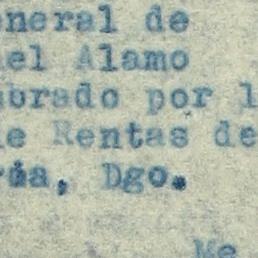 eneral de
el Alamo
brado por l
e Rentas de
a, Dgo.
Me